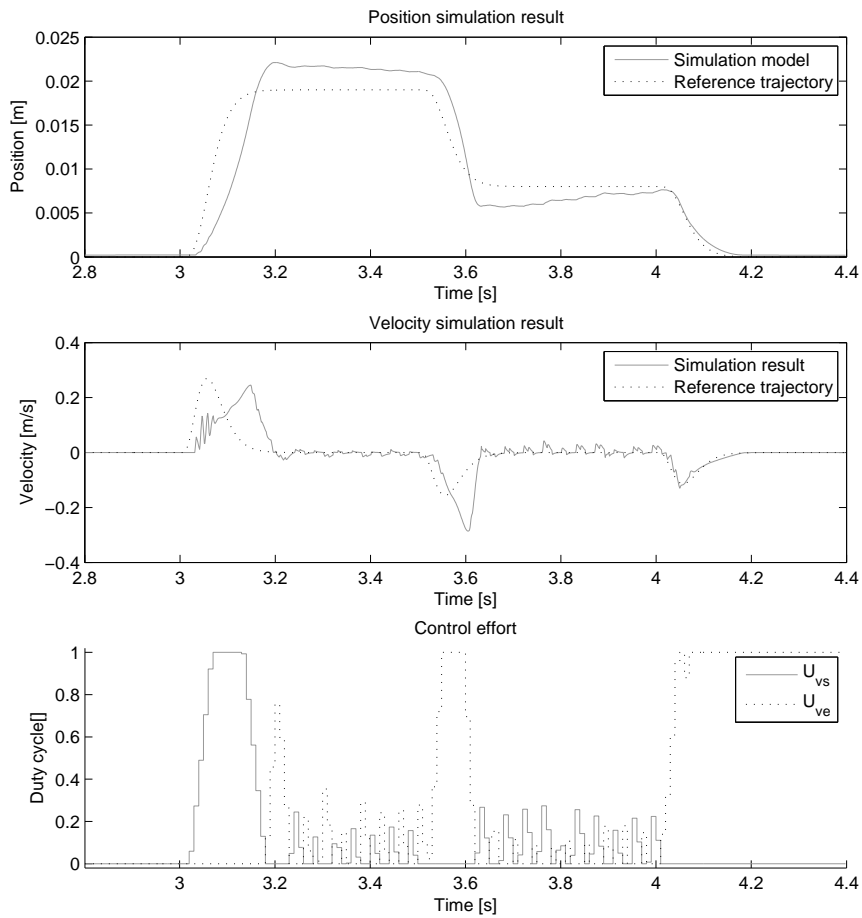 Position simulation result
0.025
0.02
0.015
0.01
0.005
0
Position [m]
Simulation model
Reference trajectory
2.8 3 3.2 3.4 3.6 3.8 4 4.2 4.4
Time [s]
Velocity simulation result
0.4
0.2
0
−0.2
−0.4
Velocity [m/s]
Simulation result
Reference trajectory
2.8 3 3.2 3.4 3.6 3.8 4 4.2 4.4
Time [s]
Control effort
1
0.8
0.6
0.4
0.2
0
Duty cycle[]
U_vs
U_ve
2.8 3 3.2 3.4 3.6 3.8 4 4.2 4.4
Time [s]